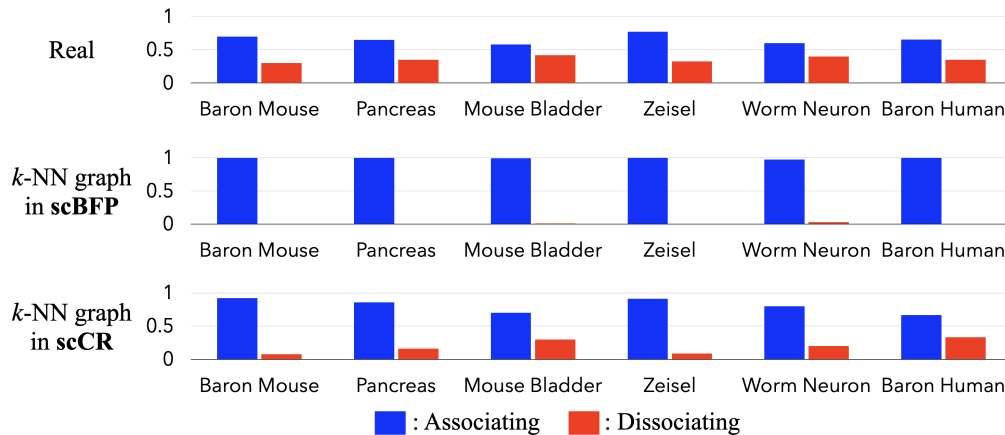 1
Real
0.5
0
Baron Mouse Pancreas Mouse Bladder Zeisel Worm Neuron Baron Human
1
k-NN graph
in scBFP
0.5
0
Baron Mouse Pancreas Mouse Bladder Zeisel Worm Neuron Baron Human
1
k-NN graph
in scCR
0.5
0
Baron Mouse Pancreas Mouse Bladder Zeisel Worm Neuron Baron Human
: Associating : Dissociating